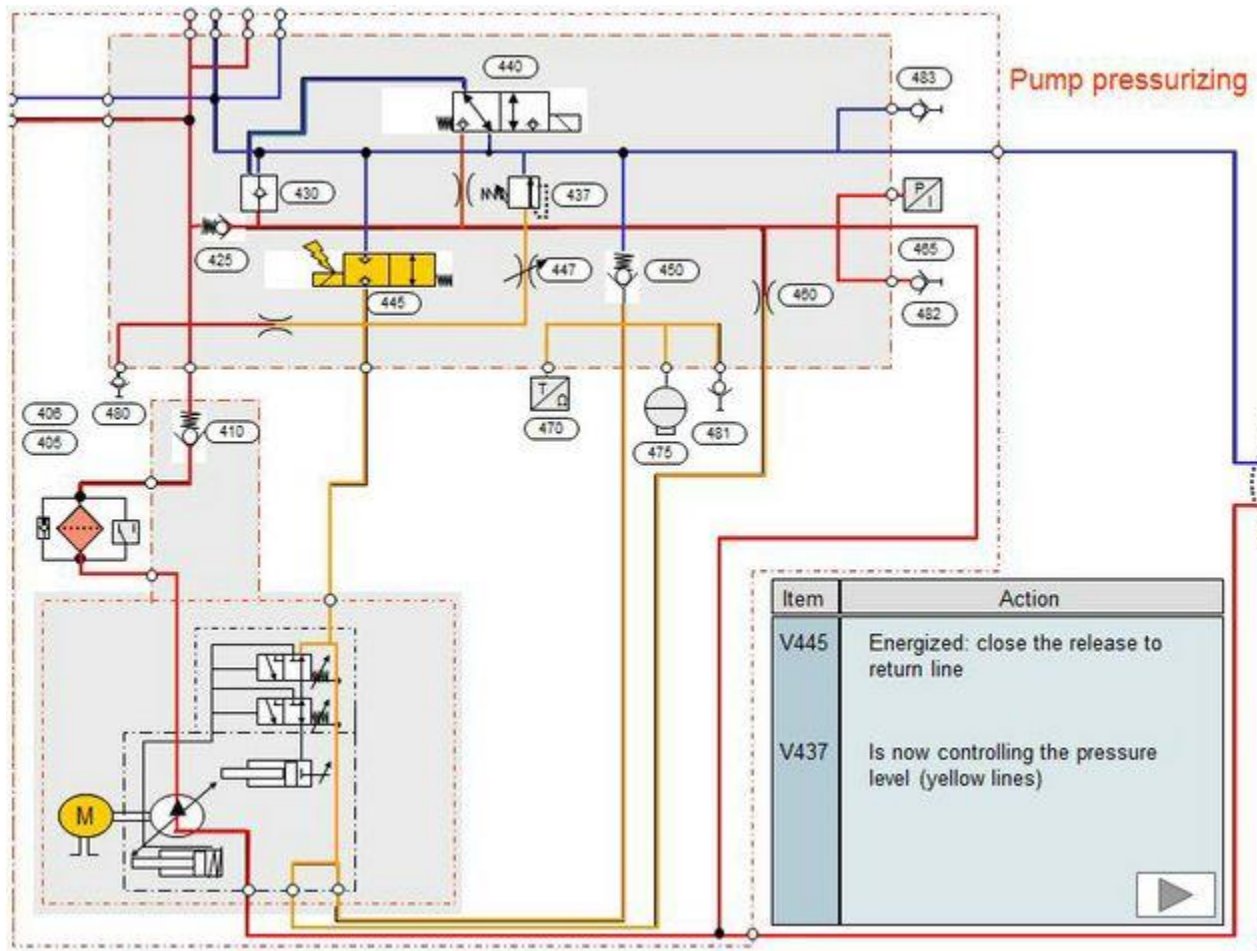 440
483
Pump pressurizing
430
437
P
I
425
447
450
465
445
460
482
T
Ω
406
480
470
481
405
410
475
M
Item Action
V445 Energized: close the release to
return line
V437 Is now controlling the pressure
level (yellow lines)